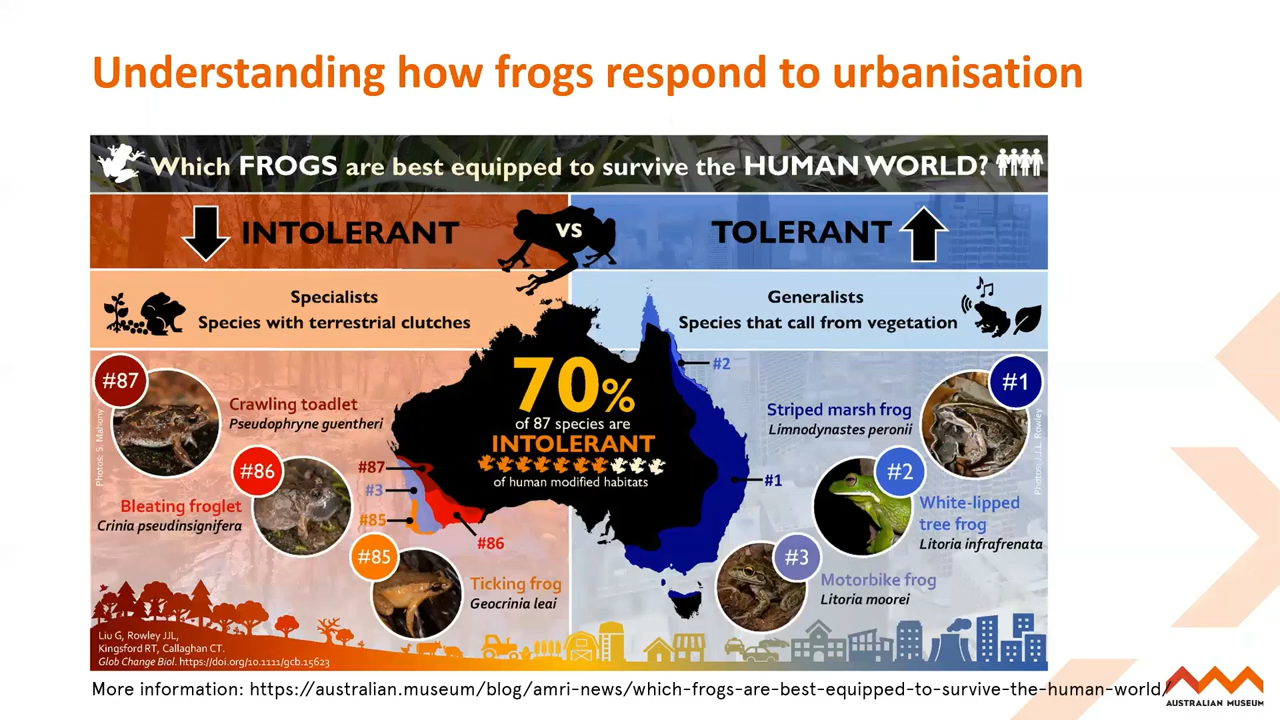 Understanding how frogs respond to urbanisation
Which FROGS are best equipped to survive the HUMAN WORLD?
INTOLERANT
VS
TOLERANT
Specialists
Species with terrestrial clutches
Generalists
Species that call from vegetation
70%
of 87 species are
INTOLERANT
of human modified habitats
#87
Crawling toadlet
Pseudophryne guentheri
Photos: S. Mahony
#86
Bleating froglet
Crinia pseudinsignifera
#85
Ticking frog
Geocrinia leai
#87
#3
#85
#86
#2
#1
#1
Striped marsh frog
Limnodynastes peronii
Photos: J.J.L. Rowley
#2
White-lipped
tree frog
Litoria infrafrenata
#3
Motorbike frog
Litoria moorei
Liu G, Rowley JJL,
Kingsford RT, Callaghan CT.
Glob Change Biol. https://doi.org/10.1111/gcb.15623
More information: https://australian.museum/blog/amri-news/which-frogs-are-best-equipped-to-survive-the-human-world/
AUSTRALIAN MUSEUM